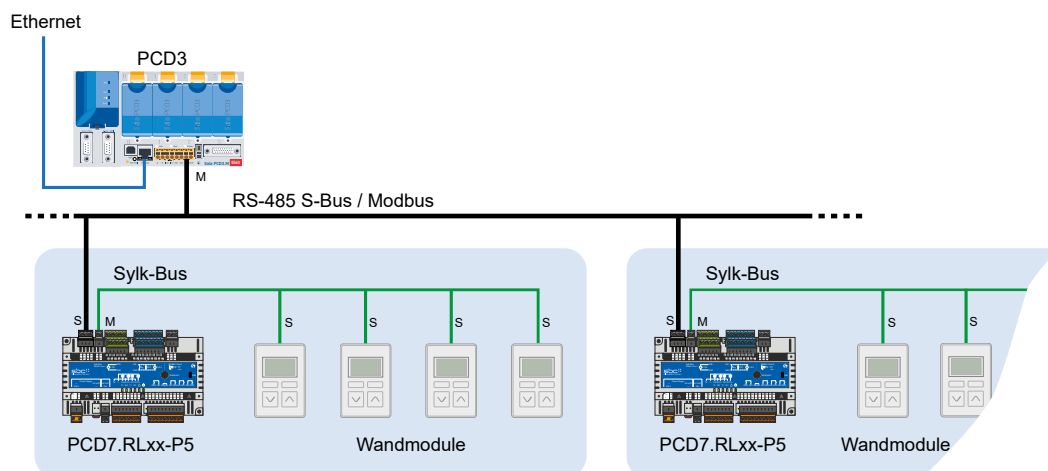 Ethernet
PCD3
M
RS-485 S-Bus / Modbus
Sylk-Bus
S M
S S S S
PCD7.RLxx-P5
Wandmodule
Sylk-Bus
S M
S S
PCD7.RLxx-P5
Wandmodule